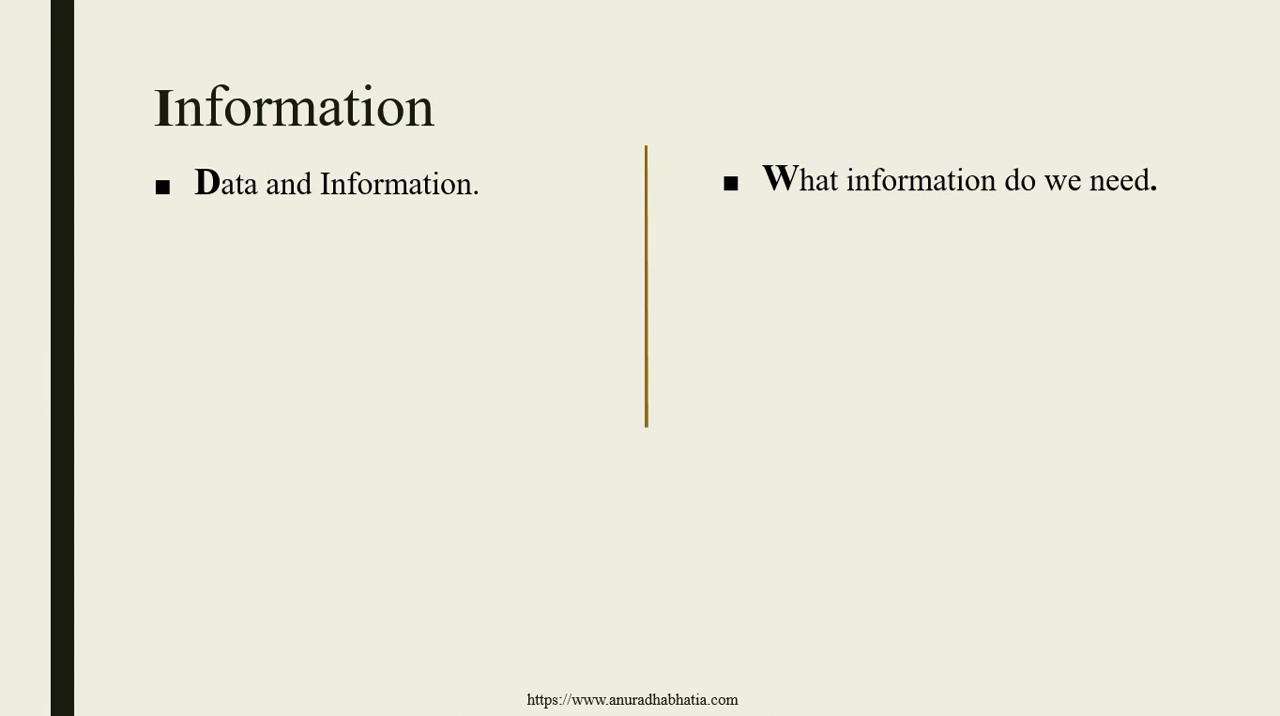 Information
■ Data and Information.
■ What information do we need.
https://www.anuradhabhatia.com